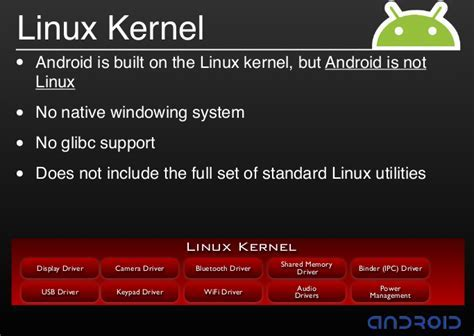 Linux Kernel
• Android is built on the Linux kernel, but Android is not
Linux
• No native windowing system
• No glibc support
• Does not include the full set of standard Linux utilities
LINUX KERNEL
Display Driver
Camera Driver
Bluetooth Driver
Shared Memory
Driver
Binder (IPC) Driver
USB Driver
Keypad Driver
WiFi Driver
Audio
Drivers
Power
Management
ANDROID